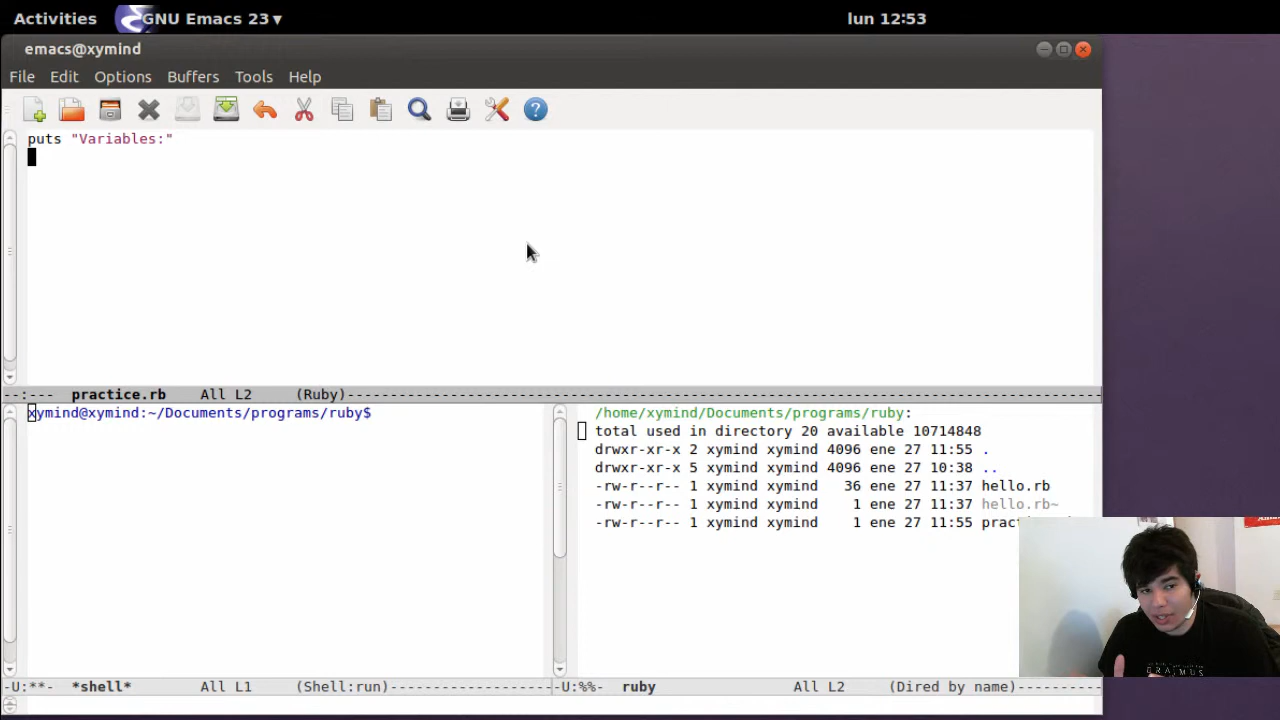 Activities GNU Emacs 23 lun 12:53
emacs@xymind
File Edit Options Buffers Tools Help
puts "Variables:"
--:--- practice.rb All L2 (Ruby)
xymind@xymind:~/Documents/programs/ruby$
-U:**- *shell* All L1 (Shell:run)
/home/xymind/Documents/programs/ruby:
total used in directory 20 available 10714848
drwxr-xr-x 2 xymind xymind 4096 ene 27 11:55 .
drwxr-xr-x 5 xymind xymind 4096 ene 27 10:38 ..
-rw-r--r-- 1 xymind xymind 36 ene 27 11:37 hello.rb
-rw-r--r-- 1 xymind xymind 1 ene 27 11:37 hello.rb~
-rw-r--r-- 1 xymind xymind 1 ene 27 11:55
-U:%%- ruby All L2 (Dired by name)